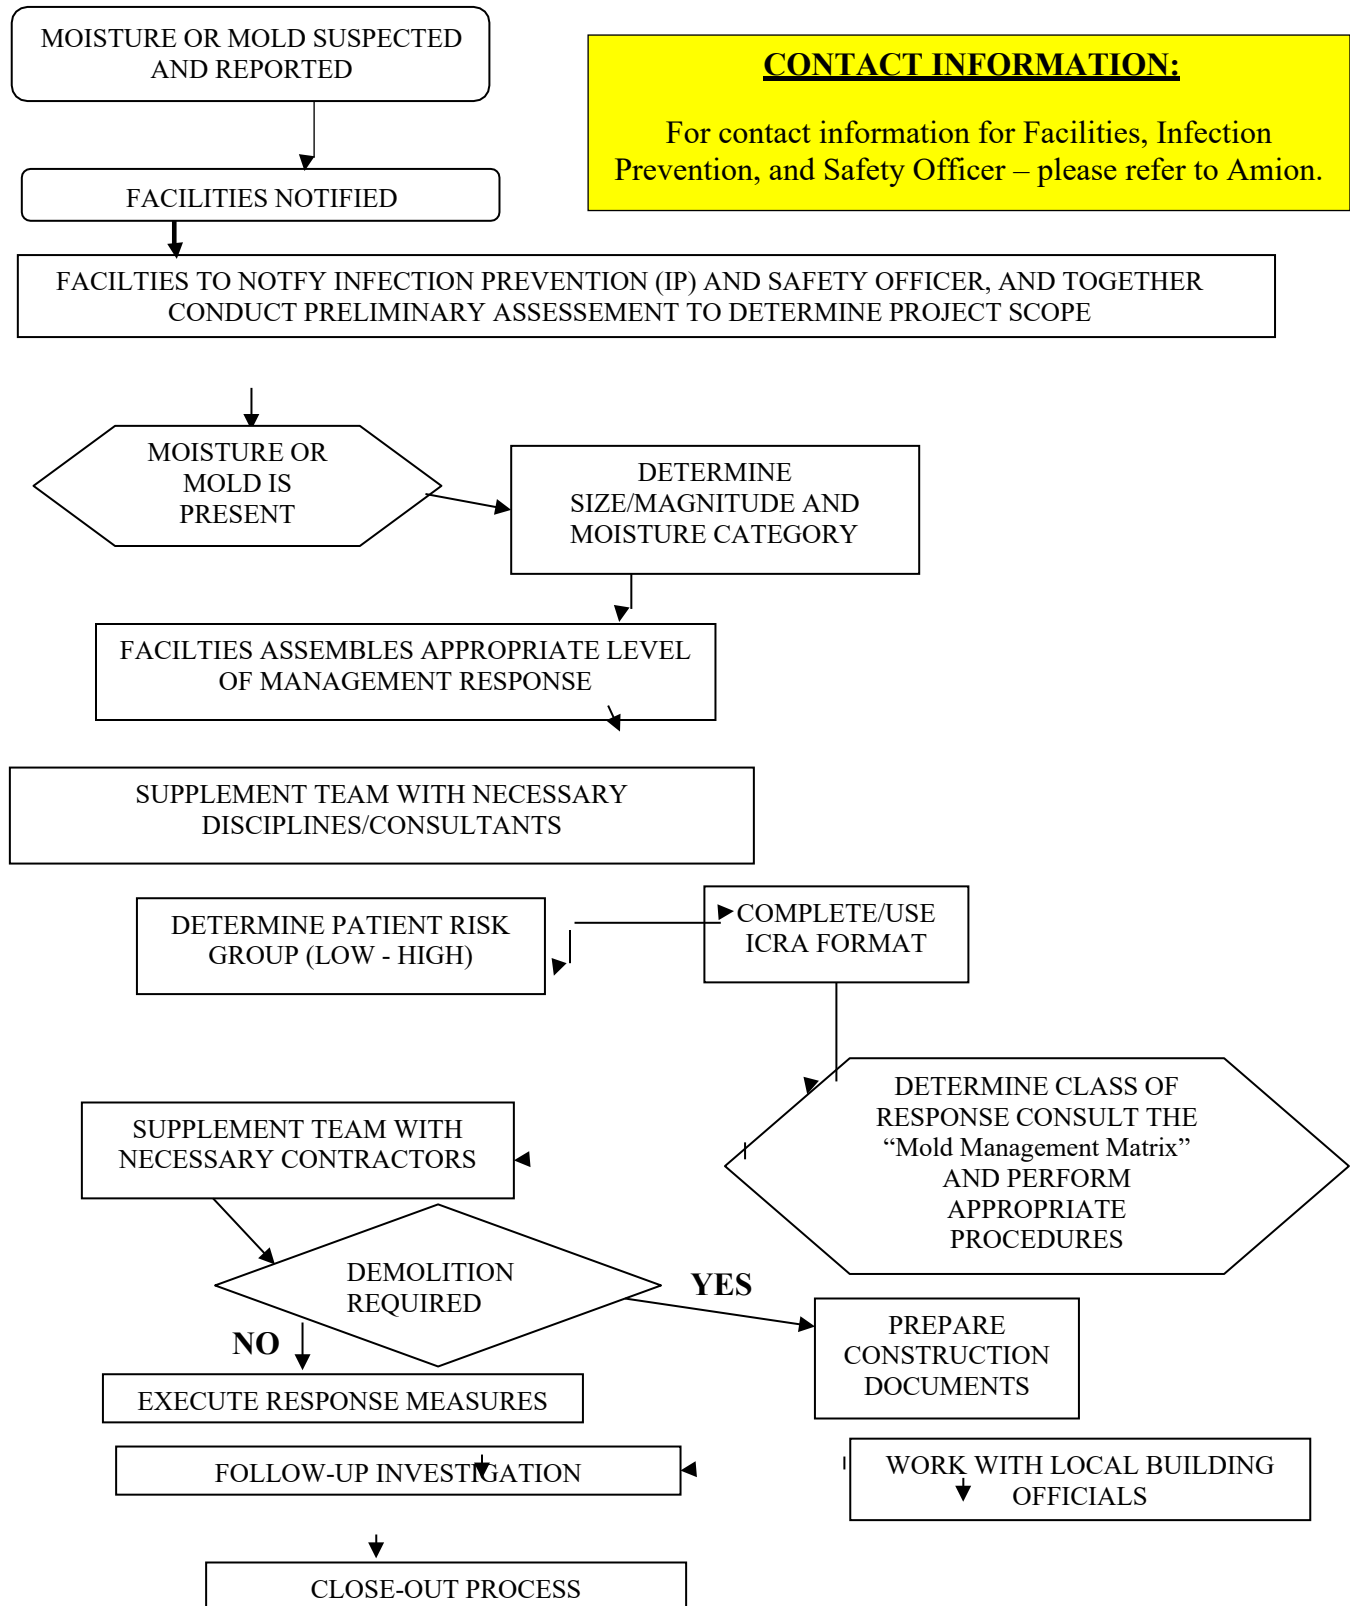 MOISTURE OR MOLD SUSPECTED
AND REPORTED
CONTACT INFORMATION:
For contact information for Facilities, Infection
Prevention, and Safety Officer – please refer to Amion.
FACILITIES NOTIFIED
FACILTIES TO NOTFY INFECTION PREVENTION (IP) AND SAFETY OFFICER, AND TOGETHER
CONDUCT PRELIMINARY ASSESSEMENT TO DETERMINE PROJECT SCOPE
MOISTURE OR
MOLD IS
PRESENT
DETERMINE
SIZE/MAGNITUDE AND
MOISTURE CATEGORY
FACILTIES ASSEMBLES APPROPRIATE LEVEL
OF MANAGEMENT RESPONSE
SUPPLEMENT TEAM WITH NECESSARY
DISCIPLINES/CONSULTANTS
DETERMINE PATIENT RISK
GROUP (LOW - HIGH)
COMPLETE/USE
ICRA FORMAT
DETERMINE CLASS OF
RESPONSE CONSULT THE
“Mold Management Matrix”
AND PERFORM
APPROPRIATE
PROCEDURES
SUPPLEMENT TEAM WITH
NECESSARY CONTRACTORS
DEMOLITION
REQUIRED
YES
NO
PREPARE
CONSTRUCTION
DOCUMENTS
EXECUTE RESPONSE MEASURES
FOLLOW-UP INVESTIGATION
WORK WITH LOCAL BUILDING
OFFICIALS
CLOSE-OUT PROCESS